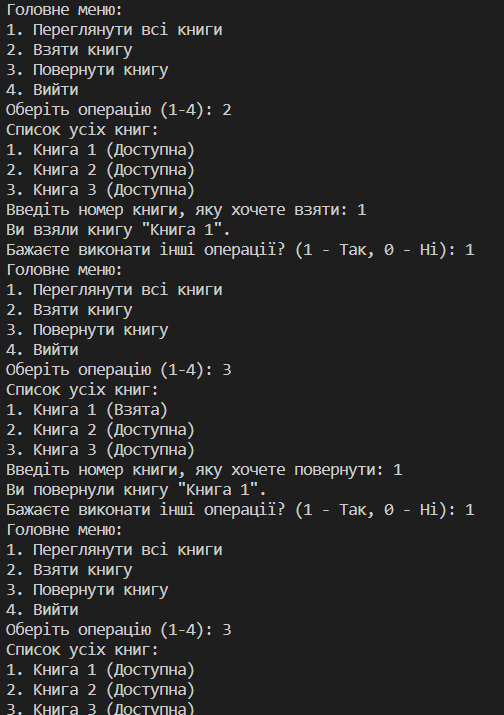 Головне меню:
1. Переглянути всі книги
2. Взяти книгу
3. Повернути книгу
4. Вийти
Оберіть операцію (1-4): 2
Список усіх книг:
1. Книга 1 (Доступна)
2. Книга 2 (Доступна)
3. Книга 3 (Доступна)
Введіть номер книги, яку хочете взяти: 1
Ви взяли книгу "Книга 1".
Бажаєте виконати інші операції? (1 - Так, 0 - Ні): 1
Головне меню:
1. Переглянути всі книги
2. Взяти книгу
3. Повернути книгу
4. Вийти
Оберіть операцію (1-4): 3
Список усіх книг:
1. Книга 1 (Взята)
2. Книга 2 (Доступна)
3. Книга 3 (Доступна)
Введіть номер книги, яку хочете повернути: 1
Ви повернули книгу "Книга 1".
Бажаєте виконати інші операції? (1 - Так, 0 - Ні): 1
Головне меню:
1. Переглянути всі книги
2. Взяти книгу
3. Повернути книгу
4. Вийти
Оберіть операцію (1-4): 3
Список усіх книг:
1. Книга 1 (Доступна)
2. Книга 2 (Доступна)
3. Книга 3 (Доступна)